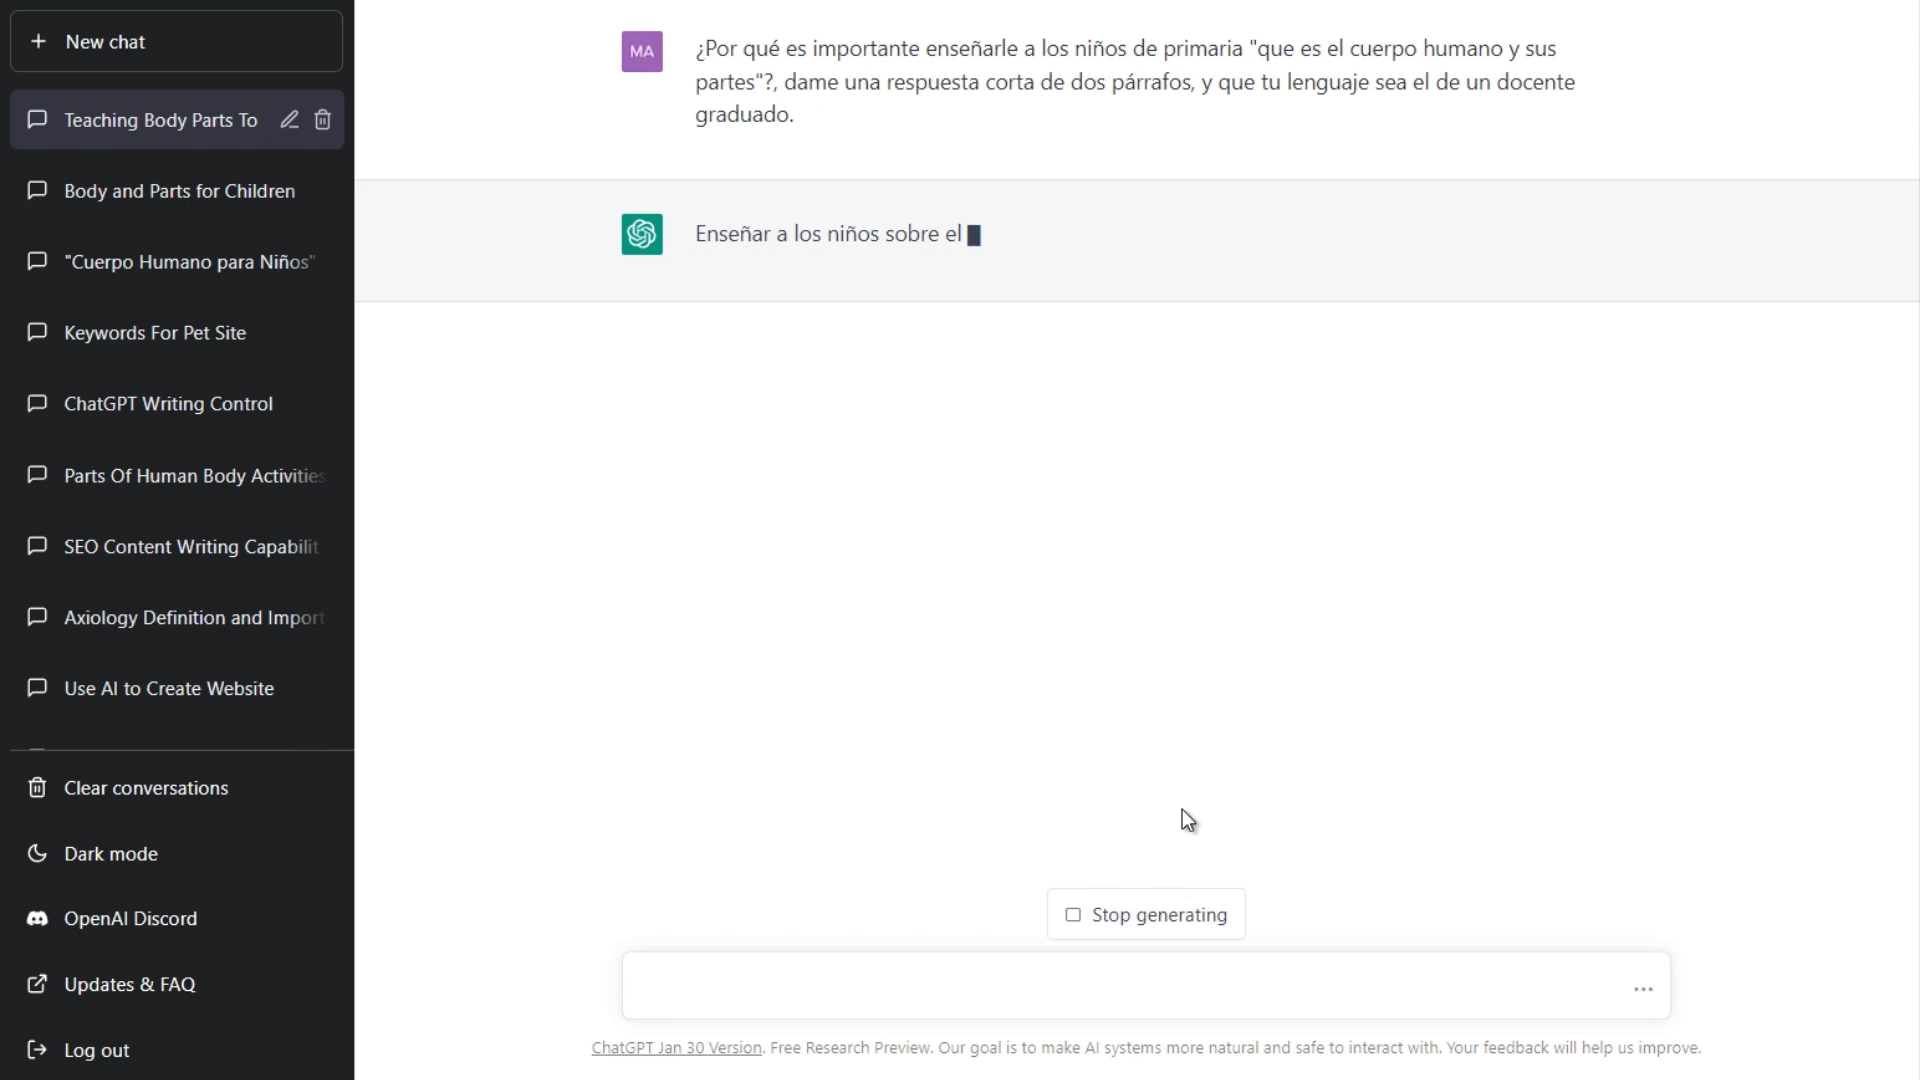 New chat
Teaching Body Parts To
Body and Parts for Children
"Cuerpo Humano para Niños"
Keywords For Pet Site
ChatGPT Writing Control
Parts Of Human Body Activities
SEO Content Writing Capabilit
Axiology Definition and Import
Use AI to Create Website
Clear conversations
Dark mode
OpenAI Discord
Updates & FAQ
Log out
MA
¿Por qué es importante enseñarle a los niños de primaria "que es el cuerpo humano y sus
partes"?, dame una respuesta corta de dos párrafos, y que tu lenguaje sea el de un docente
graduado.
Enseñar a los niños sobre el
Stop generating
ChatGPT Jan 30 Version. Free Research Preview. Our goal is to make AI systems more natural and safe to interact with. Your feedback will help us improve.